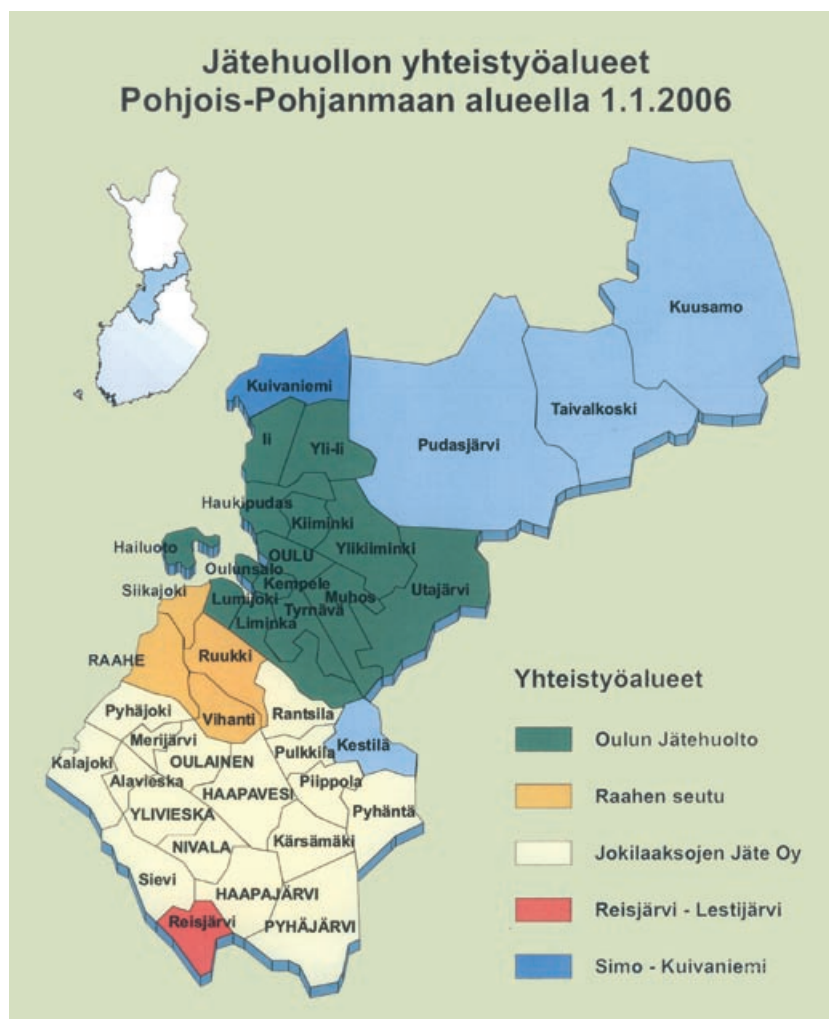 Jätehuollon yhteistyöalueet
Pohjois-Pohjanmaan alueella 1.1.2006
Kuusamo
Kuivaniemi
Taivalkoski
Ii
Yli-Ii
Pudasjärvi
Haukipudas
Kiiminki
Hailuoto
OULU
Ylikiiminki
Oulunsalo
Kempele
Utajärvi
Siikajoki
Lumijoki
Muhos
Tyrnävä
Liminka
RAAHE
Ruukki
Yhteistyöalueet
Pyhäjoki
Vihanti
Rantsila
Merijärvi
Pulkkila
Kestilä
Oulun Jätehuolto
Kalajoki
OULAINEN
Alavieska
Piippola
HAAPAVESI
Raahen seutu
YLIVIESKA
Pyhäntä
NIVALA
Kärsämäki
Jokilaaksojen Jäte Oy
Sievi
HAAPAJÄRVI
Reisjärvi
PYHÄJÄRVI
Reisjärvi - Lestijärvi
Simo - Kuivaniemi